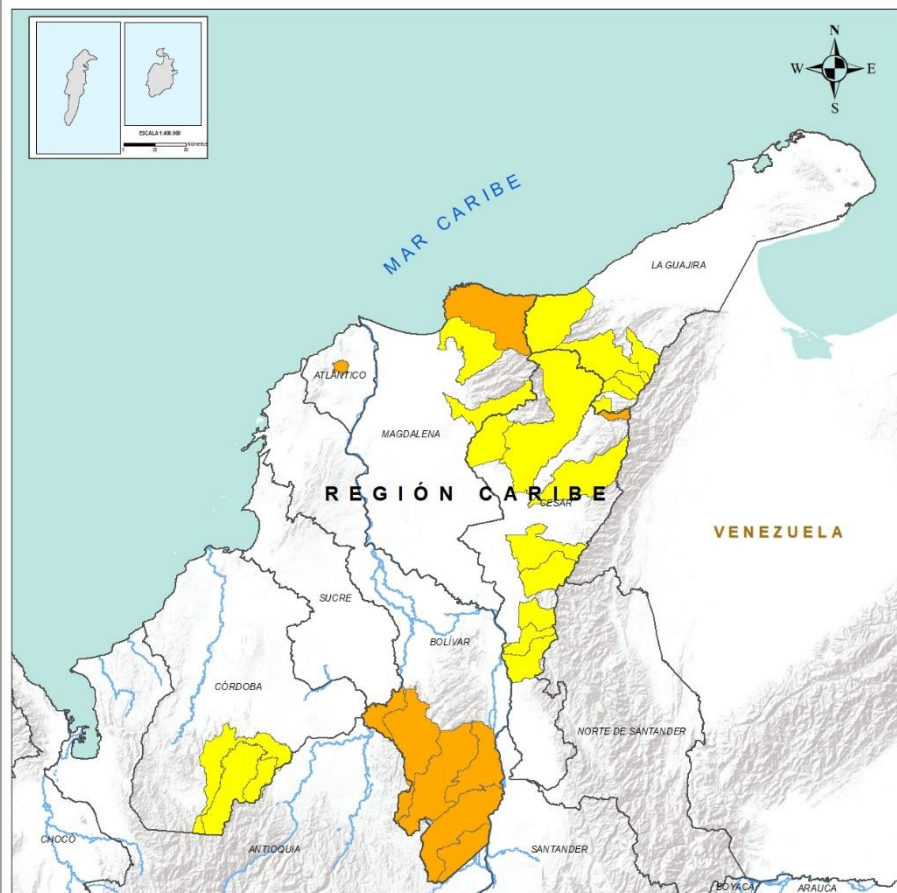 ESCALA 1:400.000
N
W E
S
MAR CARIBE
LA GUAJIRA
ATLÁNTICO
MAGDALENA
REGIÓN CARIBE
CESAR
VENEZUELA
SUCRE
BOLÍVAR
CÓRDOBA
NORTE DE SANTANDER
CHOCÓ
ANTIOQUIA
SANTANDER
BOYACÁ
ARAUCA